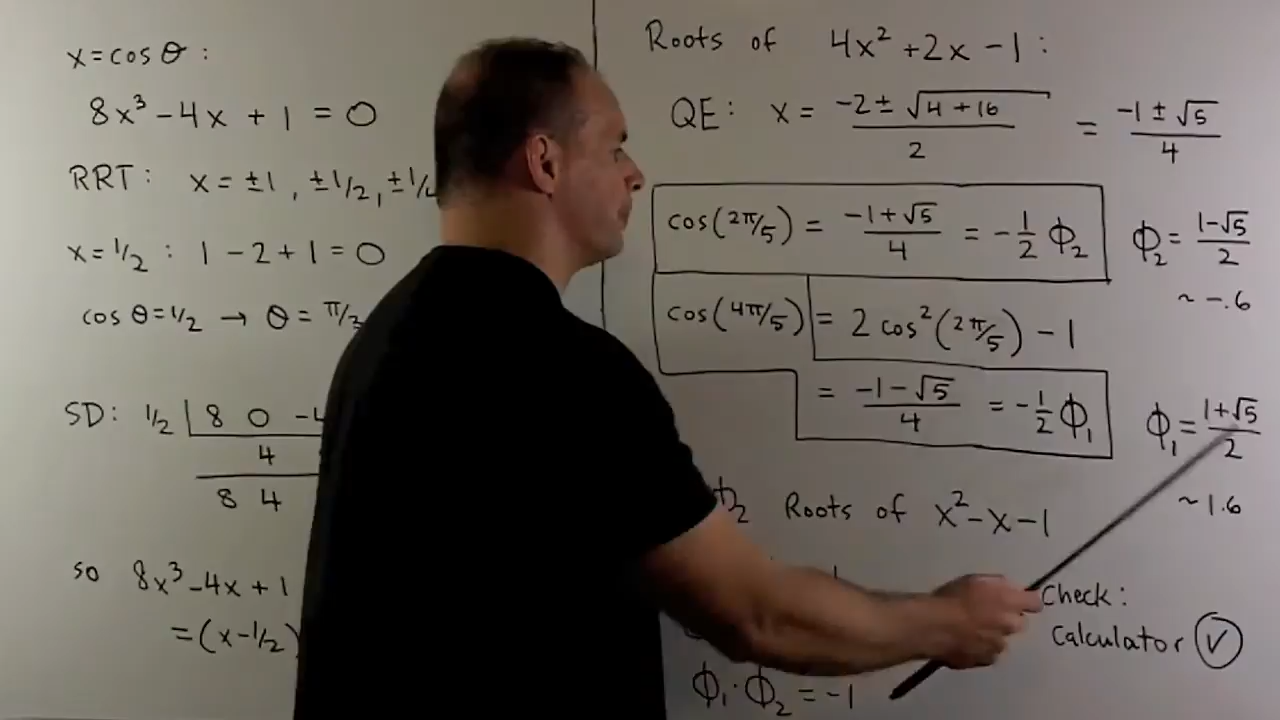 x = cos θ :
8x³ - 4x + 1 = 0
RRT: x = ±1, ±1/2, ±1/
x = 1/2 : 1 - 2 + 1 = 0
cos θ = 1/2 → θ = π/3
SD: 1/2 | 8 0 -4
4
8 4
so 8x³ - 4x + 1
= (x - 1/2)
Roots of 4x² + 2x - 1 :
QE: x = (-2 ± √(4 + 16))/2 = (-1 ± √5)/4
cos(2π/5) = (-1 + √5)/4 = -1/2 ϕ₂
ϕ₂ = (1-√5)/2
~ -.6
cos(4π/5) = 2 cos²(2π/5) - 1
= (-1 - √5)/4 = -1/2 ϕ₁
ϕ₁ = (1+√5)/2
~ 1.6
ϕ₂ Roots of x² - x - 1
Check:
Calculator ✓
ϕ₁ · ϕ₂ = -1